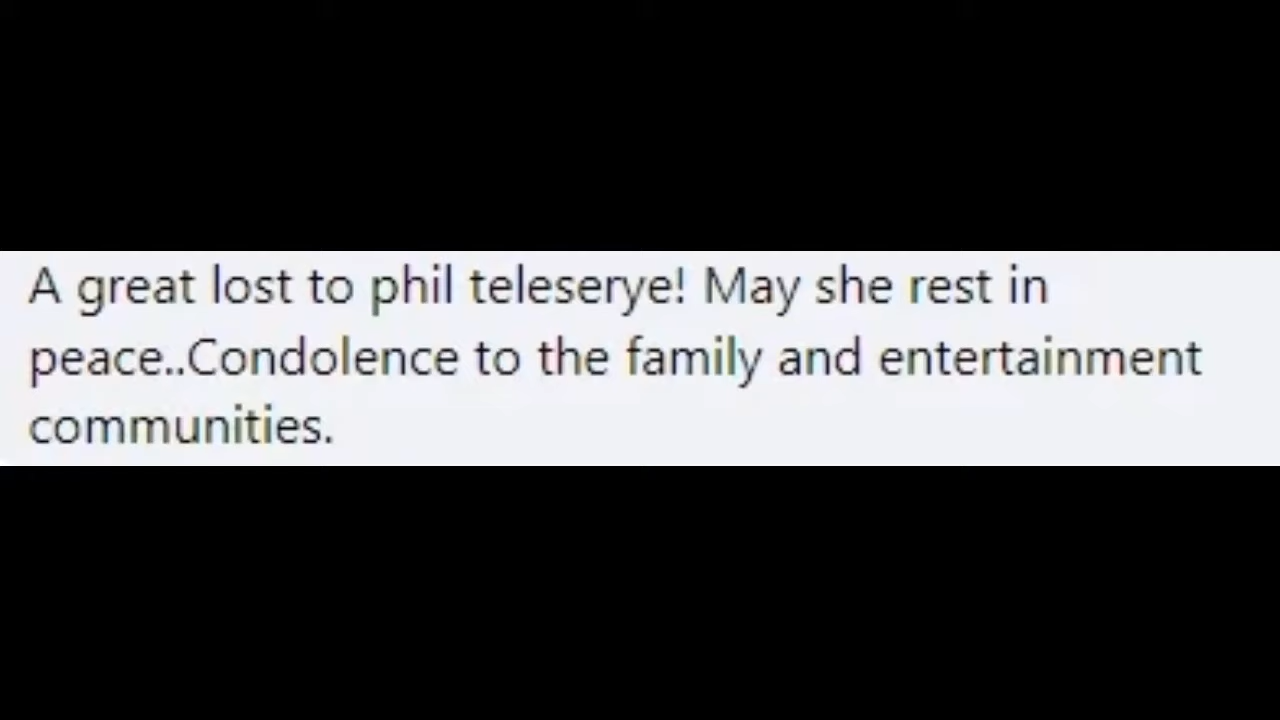 A great lost to phil teleserye! May she rest in
peace..Condolence to the family and entertainment
communities.